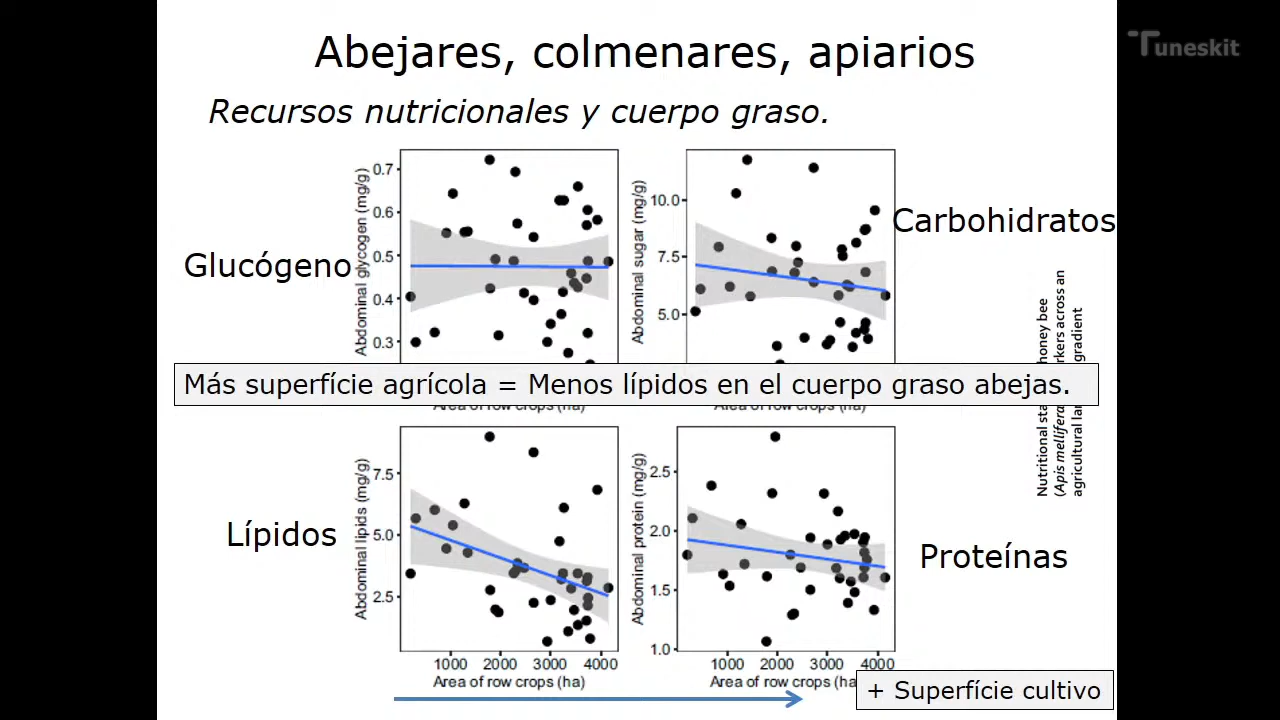 Abejares, colmenares, apiarios
Tuneskit
Recursos nutricionales y cuerpo graso.
Glucógeno
Abdominal glycogen (mg/g)
0.7
0.6
0.5
0.4
0.3
Abdominal sugar (mg/g)
10.0
7.5
5.0
Carbohidratos
Más superfície agrícola = Menos lípidos en el cuerpo graso abejas.
Area of row crops (ha)
Area of row crops (ha)
Nutritional sta
honey bee
(Apis mellifera
rkers across an
agricultural lan
gradient
Lípidos
Abdominal lipids (mg/g)
7.5
5.0
2.5
1000 2000 3000 4000
Area of row crops (ha)
Abdominal protein (mg/g)
2.5
2.0
1.5
1.0
1000 2000 3000 4000
Area of row crops (ha)
Proteínas
+ Superfície cultivo